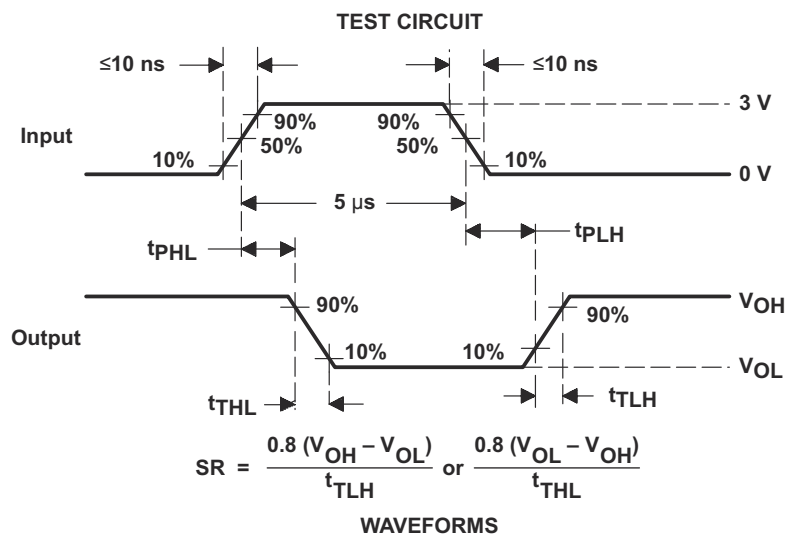 TEST CIRCUIT
≤10 ns
≤10 ns
3 V
90%
90%
Input
50%
50%
10%
10%
0 V
5 µs
tPHL
tPLH
VOH
90%
90%
Output
10%
10%
VOL
tTHL
tTLH
SR = 0.8 (VOH – VOL) / tTLH or 0.8 (VOL – VOH) / tTHL
WAVEFORMS